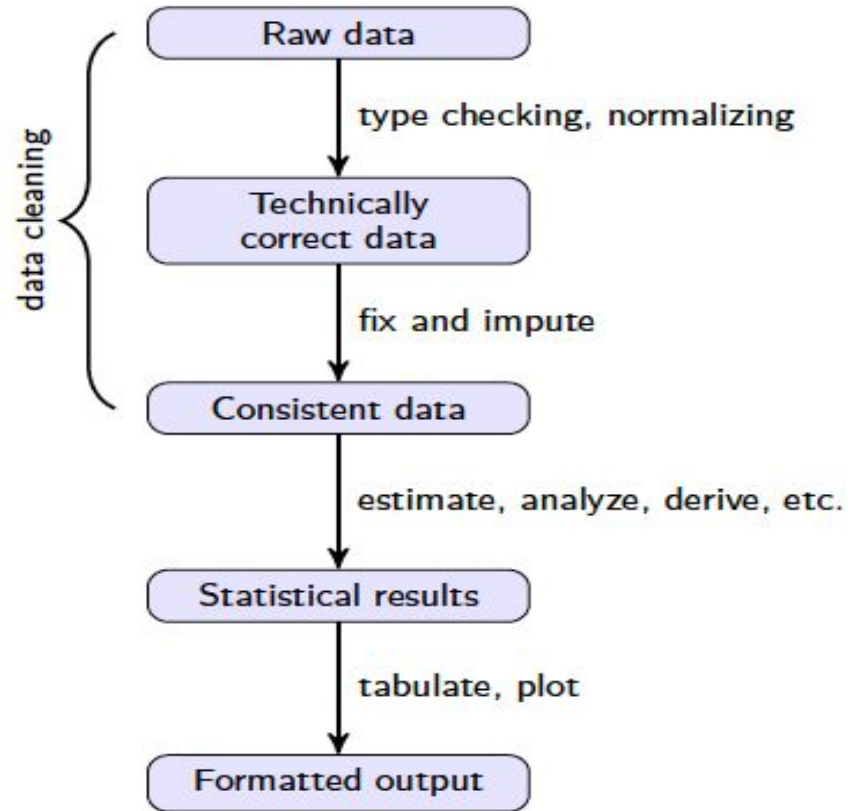 Raw data
type checking, normalizing
Technically
correct data
data cleaning
fix and impute
Consistent data
estimate, analyze, derive, etc.
Statistical results
tabulate, plot
Formatted output